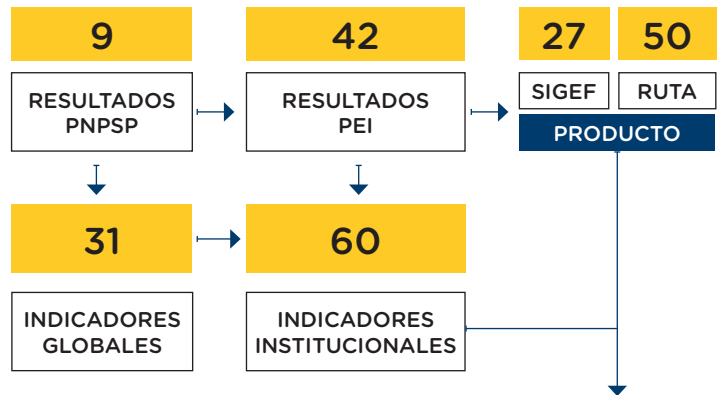 9
42
27
50
RESULTADOS
PNPSP
RESULTADOS
PEI
SIGEF
RUTA
PRODUCTO
31
60
INDICADORES
GLOBALES
INDICADORES
INSTITUCIONALES